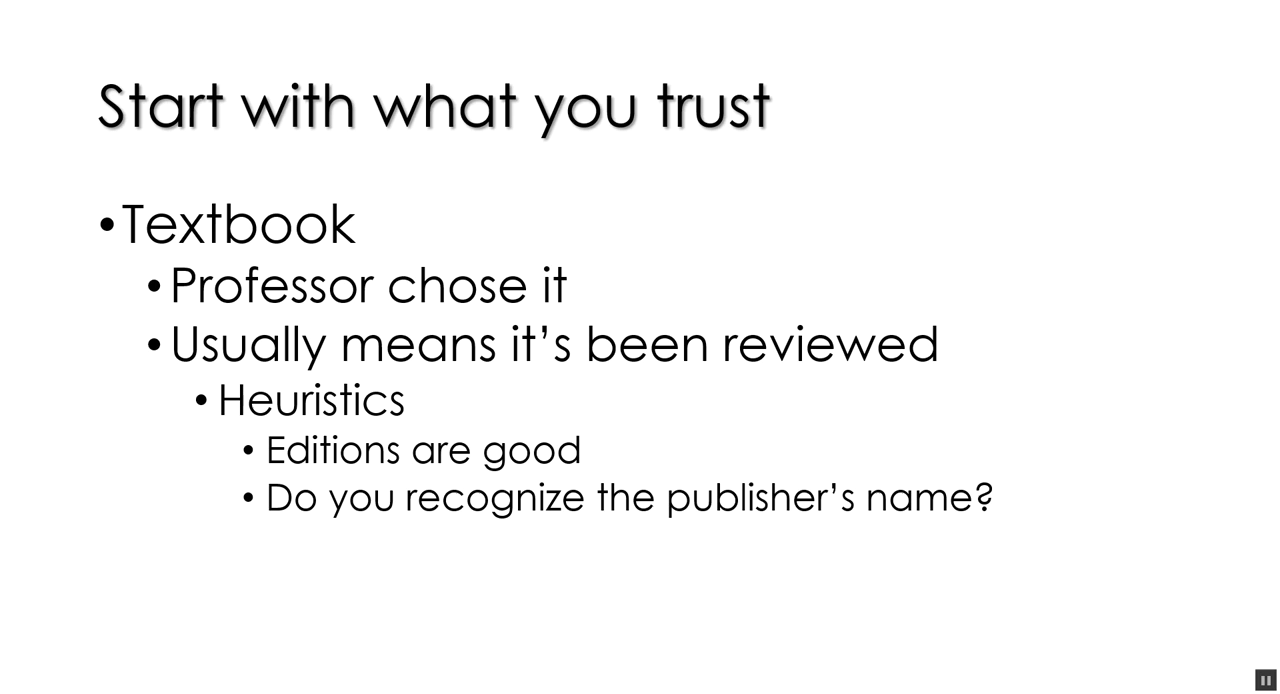 Start with what you trust
•Textbook
•Professor chose it
•Usually means it’s been reviewed
•Heuristics
•Editions are good
•Do you recognize the publisher’s name?